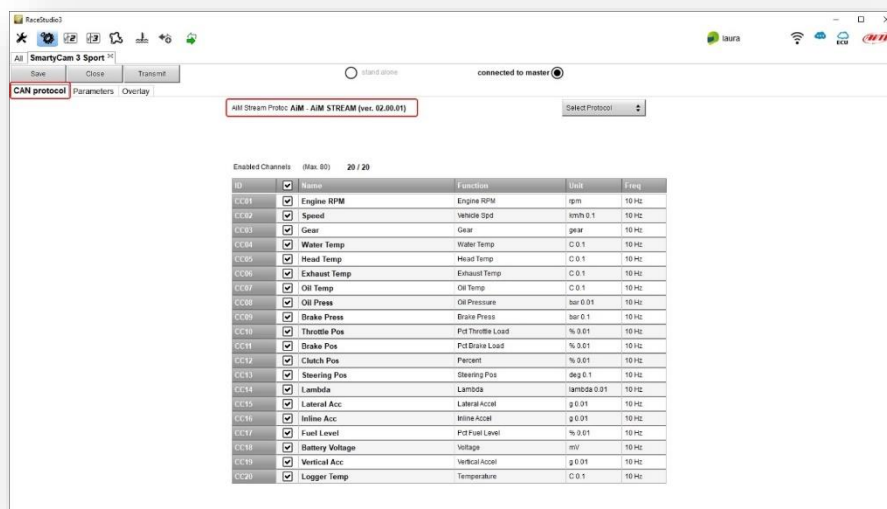 RaceStudio3
laura
ECU
All SmartyCam 3 Sport
Save Close Transmit stand alone connected to master
CAN protocol Parameters Overlay
AiM Stream Protoc AiM - AiM STREAM (ver. 02.00.01) Select Protocol
Enabled Channels (Max. 80) 20 / 20
ID Name Function Unit Freq
CC01 Engine RPM Engine RPM rpm 10 Hz
CC02 Speed Vehicle Spd km/h 0.1 10 Hz
CC03 Gear Gear gear 10 Hz
CC04 Water Temp Water Temp C 0.1 10 Hz
CC05 Head Temp Head Temp C 0.1 10 Hz
CC06 Exhaust Temp Exhaust Temp C 0.1 10 Hz
CC07 Oil Temp Oil Temp C 0.1 10 Hz
CC08 Oil Press Oil Pressure bar 0.01 10 Hz
CC09 Brake Press Brake Press bar 0.1 10 Hz
CC10 Throttle Pos Pct Throttle Load % 0.01 10 Hz
CC11 Brake Pos Pct Brake Load % 0.01 10 Hz
CC12 Clutch Pos Percent % 0.01 10 Hz
CC13 Steering Pos Steering Pos deg 0.1 10 Hz
CC14 Lambda Lambda lambda 0.01 10 Hz
CC15 Lateral Acc Lateral Accel g 0.01 10 Hz
CC16 Inline Acc Inline Accel g 0.01 10 Hz
CC17 Fuel Level Pct Fuel Level % 0.01 10 Hz
CC18 Battery Voltage Voltage mV 10 Hz
CC19 Vertical Acc Vertical Accel g 0.01 10 Hz
CC20 Logger Temp Temperature C 0.1 10 Hz